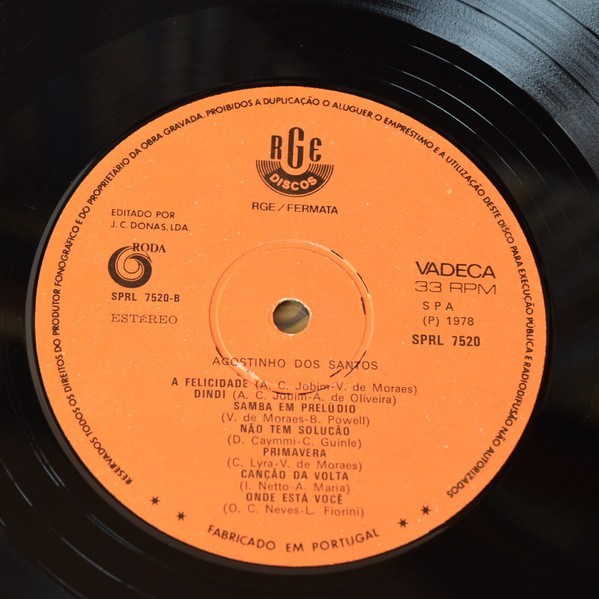 RESERVADOS TODOS OS DIREITOS DO PRODUTOR FONOGRÁFICO E DO PROPRIETÁRIO DA OBRA GRAVADA. PROIBIDOS A DUPLICAÇÃO O ALUGUER, O EMPRÉSTIMO E A UTILIZAÇÃO DESTE DISCO PARA EXECUÇÃO PÚBLICA E RADIODIFUSÃO NÃO AUTORIZADOS
RGE
DISCOS
RGE/FERMATA
EDITADO POR
J. C. DONAS, LDA.
RODA
SPRL 7520-B
ESTÉREO
VADECA
33 RPM
S P A
(P) 1978
SPRL 7520
AGOSTINHO DOS SANTOS
A FELICIDADE (A. C. Jobim-V. de Moraes)
DINDI (A. C. Jobim-A. de Oliveira)
SAMBA EM PRELÚDIO
(V. de Moraes-B. Powell)
NÃO TEM SOLUCÃO
(D. Caymmi-C. Guinle)
PRIMAVERA
(C. Lyra-V. de Moraes)
CANÇÃO DA VOLTA
(I. Netto-A. Maria)
ONDE ESTÁ VOCÊ
(O. C. Neves-L. Fiorini)
* * FABRICADO EM PORTUGAL * *